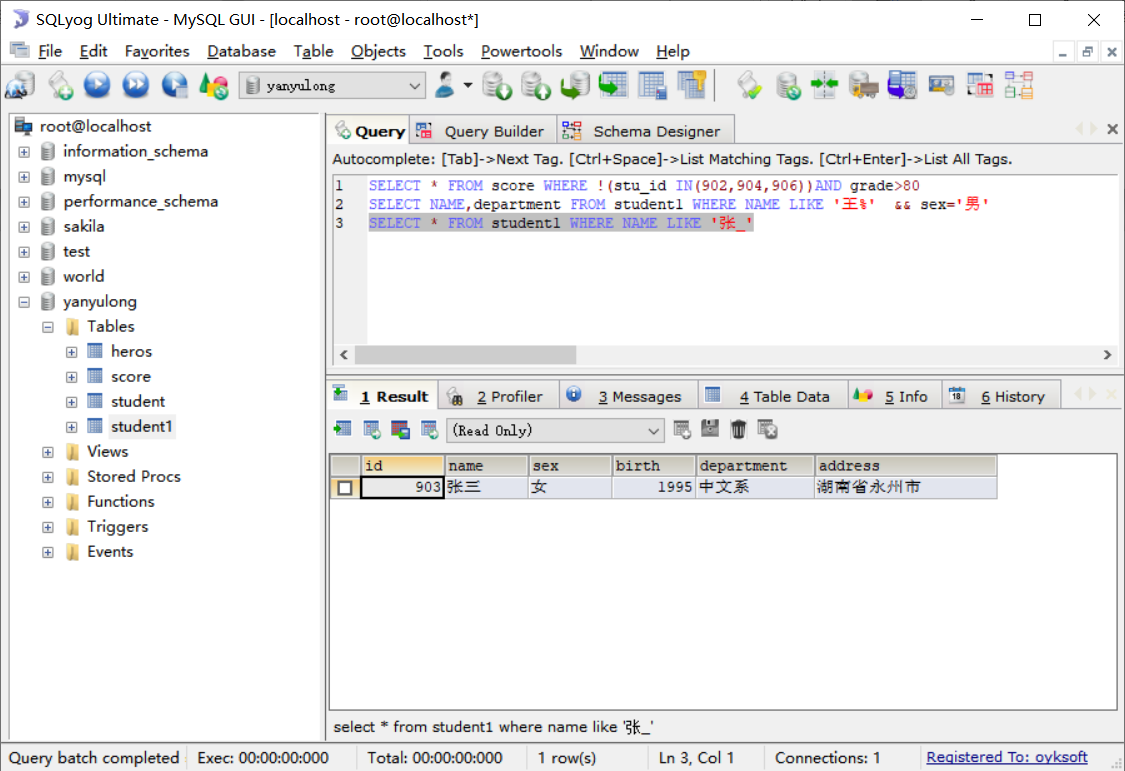 SQLyog Ultimate - MySQL GUI - [localhost - root@localhost*]
File Edit Favorites Database Table Objects Tools Powertools Window Help
yanyulong
root@localhost
information_schema
mysql
performance_schema
sakila
test
world
yanyulong
Tables
heros
score
student
student1
Views
Stored Procs
Functions
Triggers
Events
Query Query Builder Schema Designer
Autocomplete: [Tab]->Next Tag. [Ctrl+Space]->List Matching Tags. [Ctrl+Enter]->List All Tags.
1 SELECT * FROM score WHERE !(stu_id IN(902,904,906))AND grade>80
2 SELECT NAME,department FROM student1 WHERE NAME LIKE '王%' && sex='男'
3 SELECT * FROM student1 WHERE NAME LIKE '张_'
1 Result 2 Profiler 3 Messages 4 Table Data 5 Info 18 6 History
(Read Only)
id name sex birth department address
903 张三 女 1995 中文系 湖南省永州市
select * from student1 where name like '张_'
Query batch completed Exec: 00:00:00:000 Total: 00:00:00:000 1 row(s) Ln 3, Col 1 Connections: 1 Registered To: oyksoft